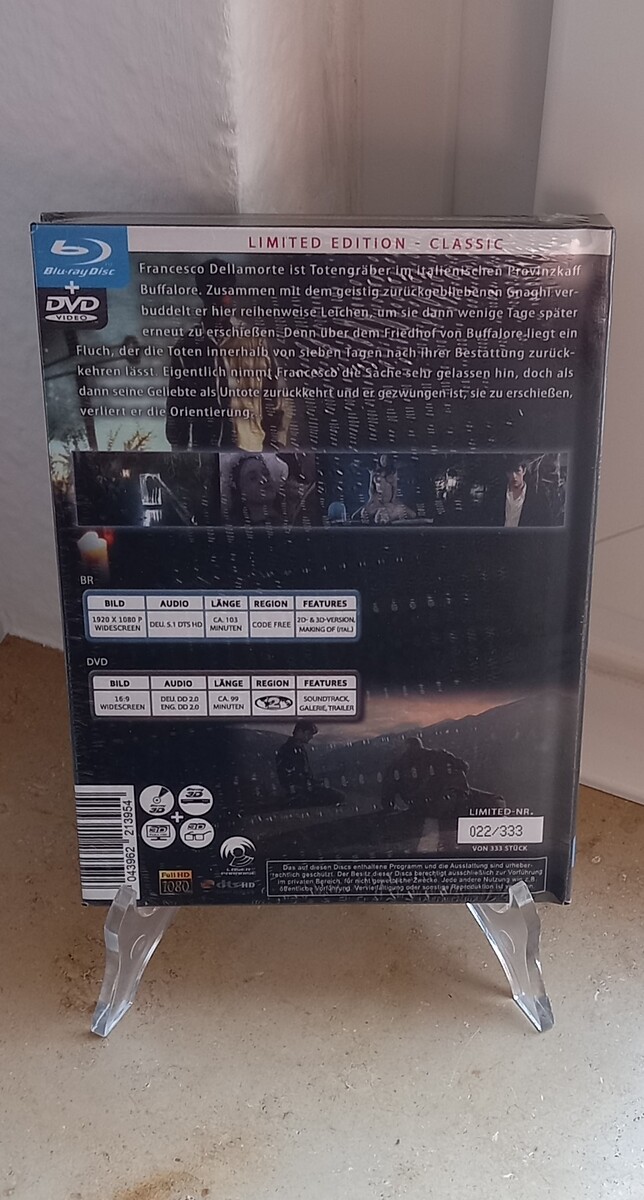 LIMITED EDITION - CLASSIC
Blu-ray Disc
+
DVD
VIDEO
Francesco Dellamorte ist Totengräber im italienischen Provinzkaff
Buffalore. Zusammen mit dem geistig zurückgebliebenen Gnaghi ver-
buddelt er hier reihenweise Leichen, um sie dann wenige Tage später
erneut zu erschießen. Denn über dem Friedhof von Buffalore liegt ein
Fluch, der die Toten innerhalb von sieben Tagen nach ihrer Bestattung zurück-
kehren lässt. Eigentlich nimmt Francesco die Sache sehr gelassen hin, doch als
dann seine Geliebte als Untote zurückkehrt und er gezwungen ist, sie zu erschießen,
verliert er die Orientierung.
BR
BILD AUDIO LÄNGE REGION FEATURES
1920 X 1080 P DEU. 5.1 DTS HD CA. 103 CODE FREE 2D- & 3D-VERSION,
WIDESCREEN MINUTEN MAKING OF (ITAL.)
DVD
BILD AUDIO LÄNGE REGION FEATURES
16:9 DEU. DD 2.0 CA. 99 2 SOUNDTRACK,
WIDESCREEN ENG. DD 2.0 MINUTEN GALERIE, TRAILER
3D
3D
+
3D
3D
043962 213954
LIMITED-NR.
022/333
VON 333 STÜCK
Full HD
1080
dts-HD
Das auf diesen Discs enthaltene Programm und die Ausstattung sind urheber-
rechtlich geschützt. Der Besitz dieser Discs berechtigt ausschließlich zur Vorführung
im privaten Bereich, für nicht gewerbliche Zwecke. Jede andere Nutzung wie z.B.
öffentliche Vorführung, Vervielfältigung oder sonstige Reproduktion ist